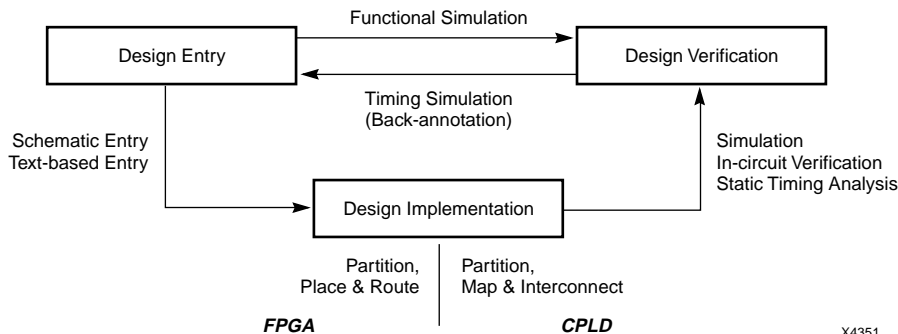 Functional Simulation
Design Entry
Design Verification
Timing Simulation
(Back-annotation)
Schematic Entry
Text-based Entry
Simulation
In-circuit Verification
Static Timing Analysis
Design Implementation
Partition,
Place & Route
Partition,
Map & Interconnect
FPGA
CPLD
X4351